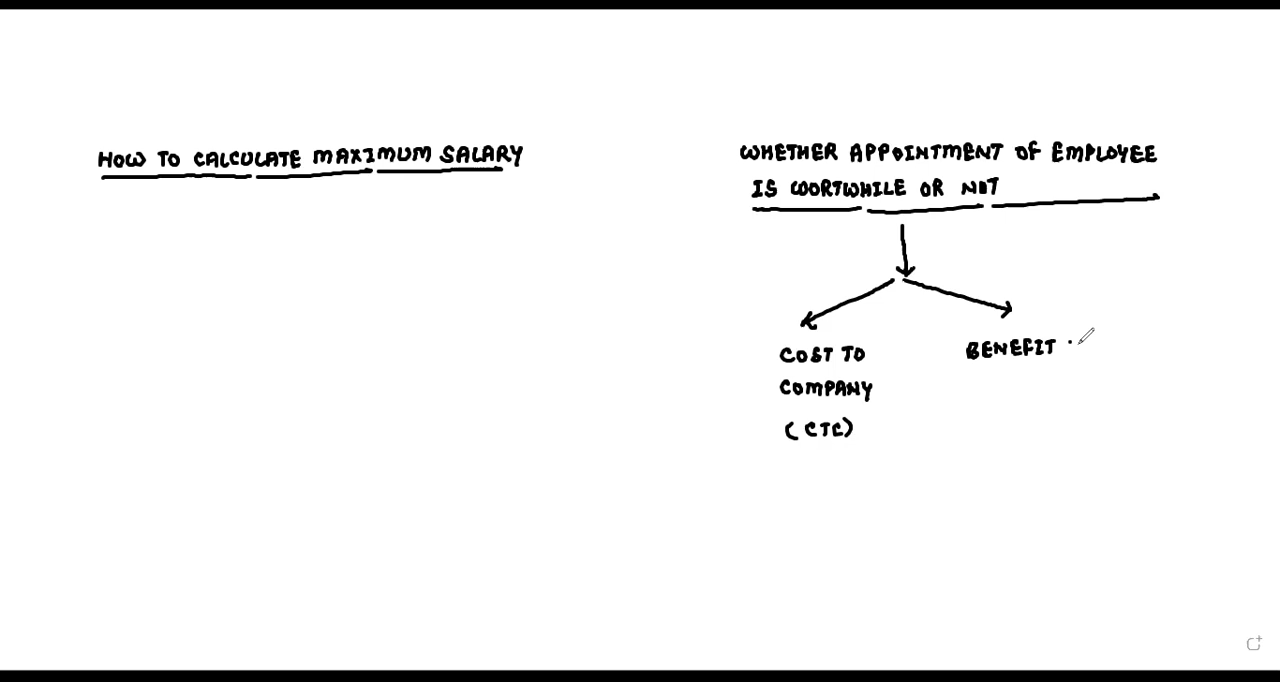 HOW TO CALCULATE MAXIMUM SALARY
WHETHER APPOINTMENT OF EMPLOYEE
IS WORTWHILE OR NOT
COST TO
COMPANY
(CTC)
BENEFIT